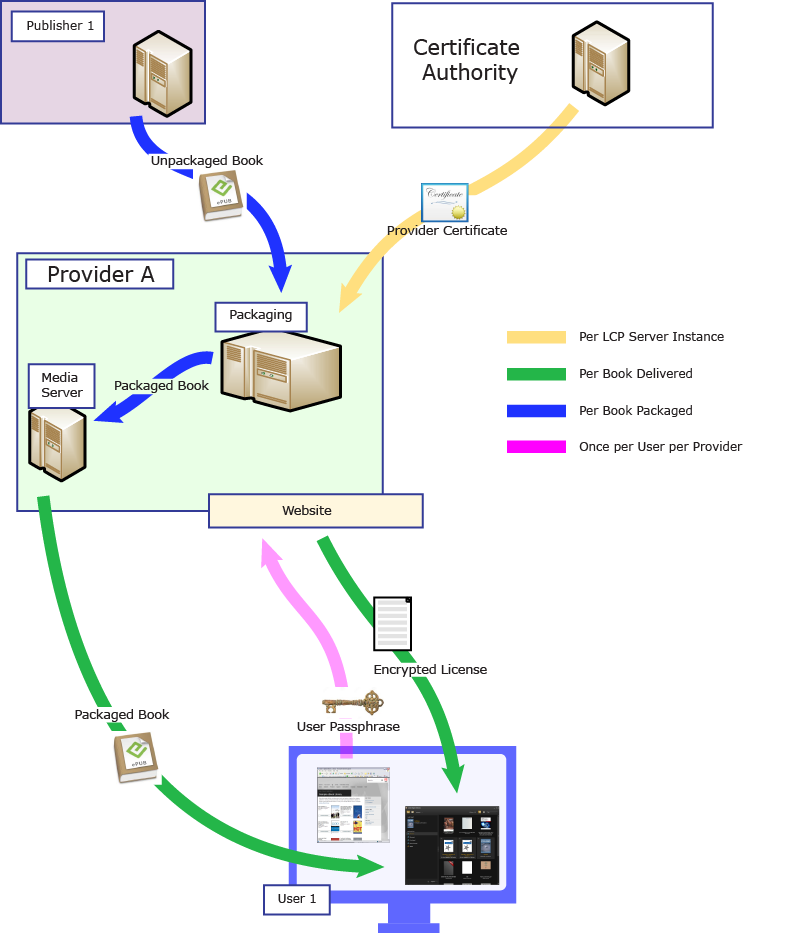 Publisher 1
Certificate
Authority
Unpackaged Book
ePUB
Certificate
Provider Certificate
Provider A
Packaging
Media
Server
Packaged Book
Per LCP Server Instance
Per Book Delivered
Per Book Packaged
Once per User per Provider
Website
Encrypted License
Packaged Book
User Passphrase
ePUB
User 1